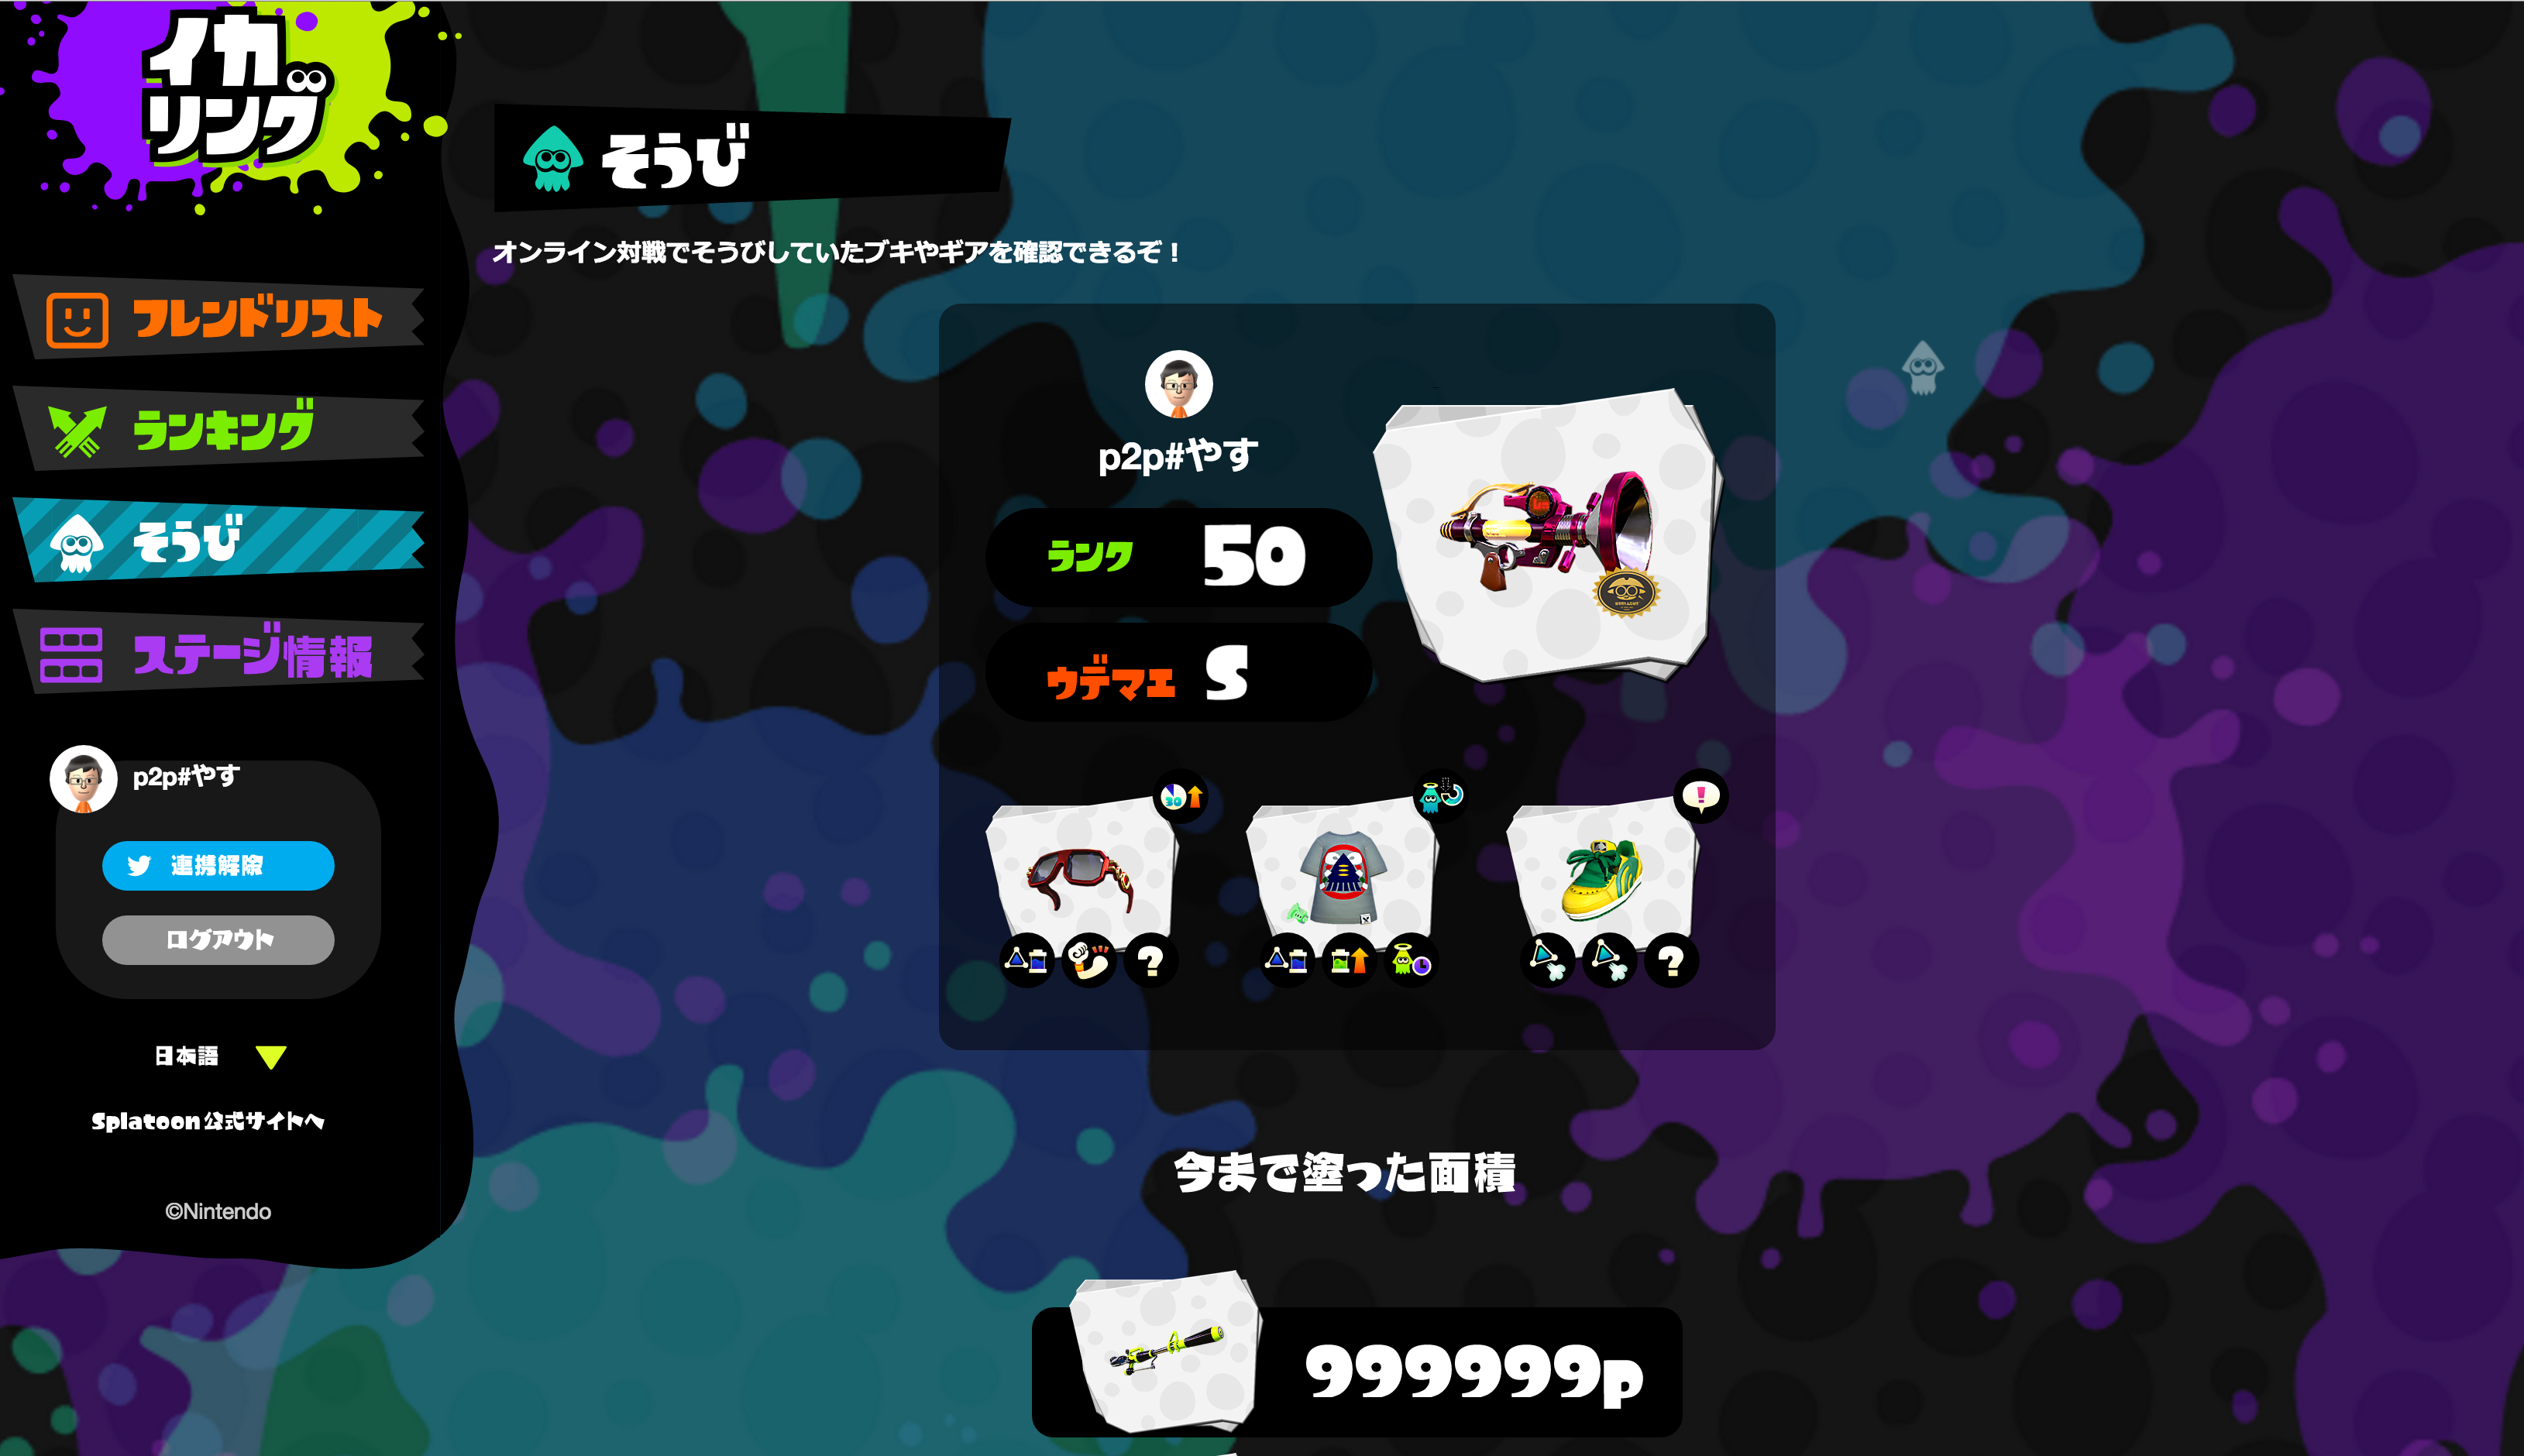 イカ
リング
フレンドリスト
ランキング
そうび
ステージ情報
p2p#やす
連携解除
ログアウト
日本語
Splatoon公式サイトへ
©Nintendo
そうび
オンライン対戦でそうびしていたブキやギアを確認できるぞ！
p2p#やす
ランク 50
ウデマエ S
30
!
? ?
今まで塗った面積
999999p